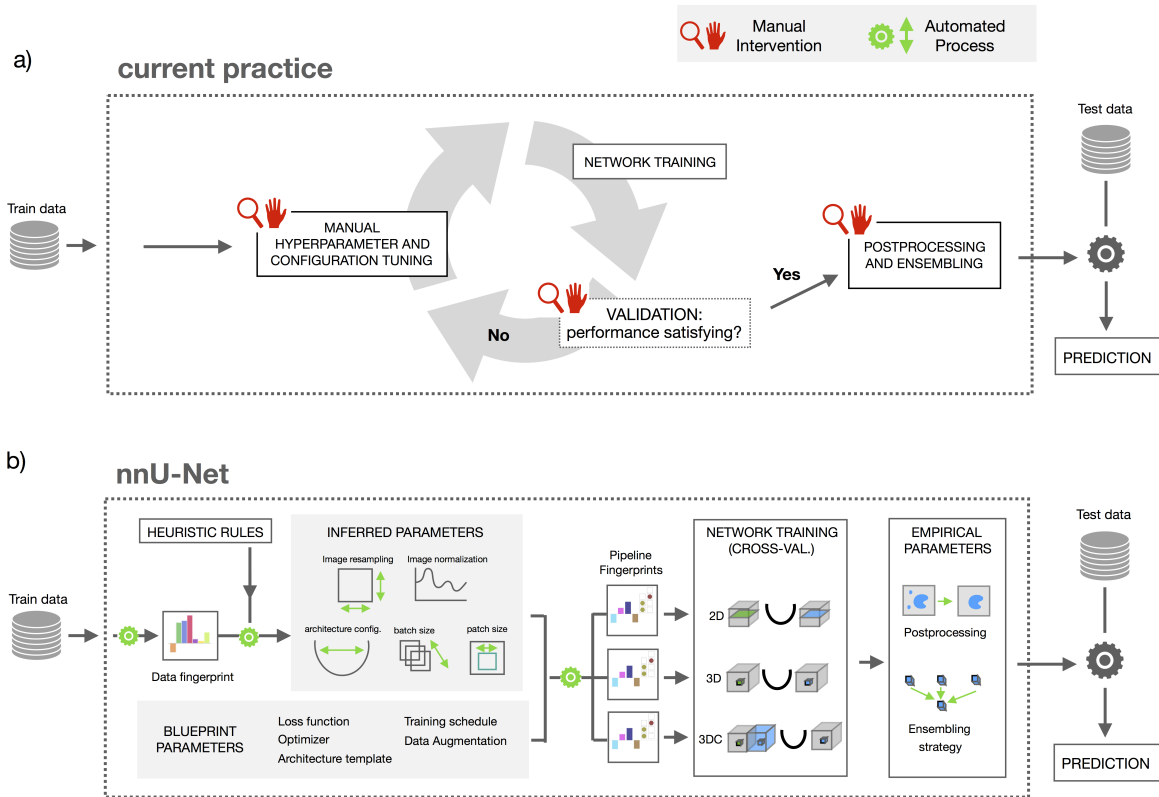 Manual
Intervention
Automated
Process
a)
current practice
Test data
NETWORK TRAINING
Train data
MANUAL
HYPERPARAMETER AND
CONFIGURATION TUNING
POSTPROCESSING
AND ENSEMBLING
Yes
VALIDATION:
performance satisfying?
No
PREDICTION
b)
nnU-Net
Test data
HEURISTIC RULES
INFERRED PARAMETERS
Image resampling
Image normalization
architecture config.
batch size
patch size
Train data
Data fingerprint
BLUEPRINT
PARAMETERS
Loss function
Optimizer
Architecture template
Training schedule
Data Augmentation
Pipeline
Fingerprints
NETWORK TRAINING
(CROSS-VAL.)
2D
3D
3DC
EMPIRICAL
PARAMETERS
Postprocessing
Ensembling
strategy
PREDICTION